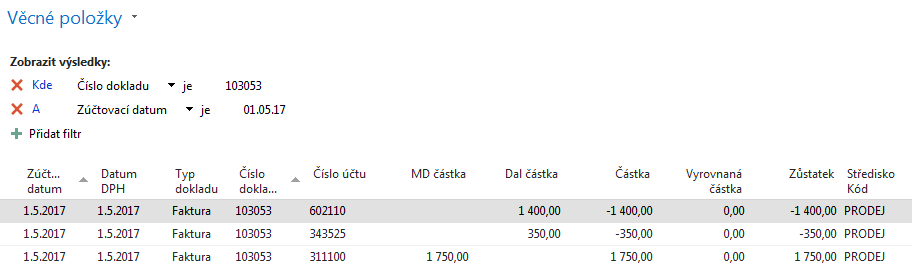 Věcné položky
Zobrazit výsledky:
Kde Číslo dokladu je 103053
A Zúčtovací datum je 01.05.17
Přidat filtr
Zúčt... Datum Typ Číslo Číslo účtu MD částka Dal částka Částka Vyrovnaná Zůstatek Středisko
datum DPH dokladu dokla... částka Kód
1.5.2017 1.5.2017 Faktura 103053 602110 1 400,00 -1 400,00 0,00 -1 400,00 PRODEJ
1.5.2017 1.5.2017 Faktura 103053 343525 350,00 -350,00 0,00 -350,00 PRODEJ
1.5.2017 1.5.2017 Faktura 103053 311100 1 750,00 1 750,00 0,00 1 750,00 PRODEJ